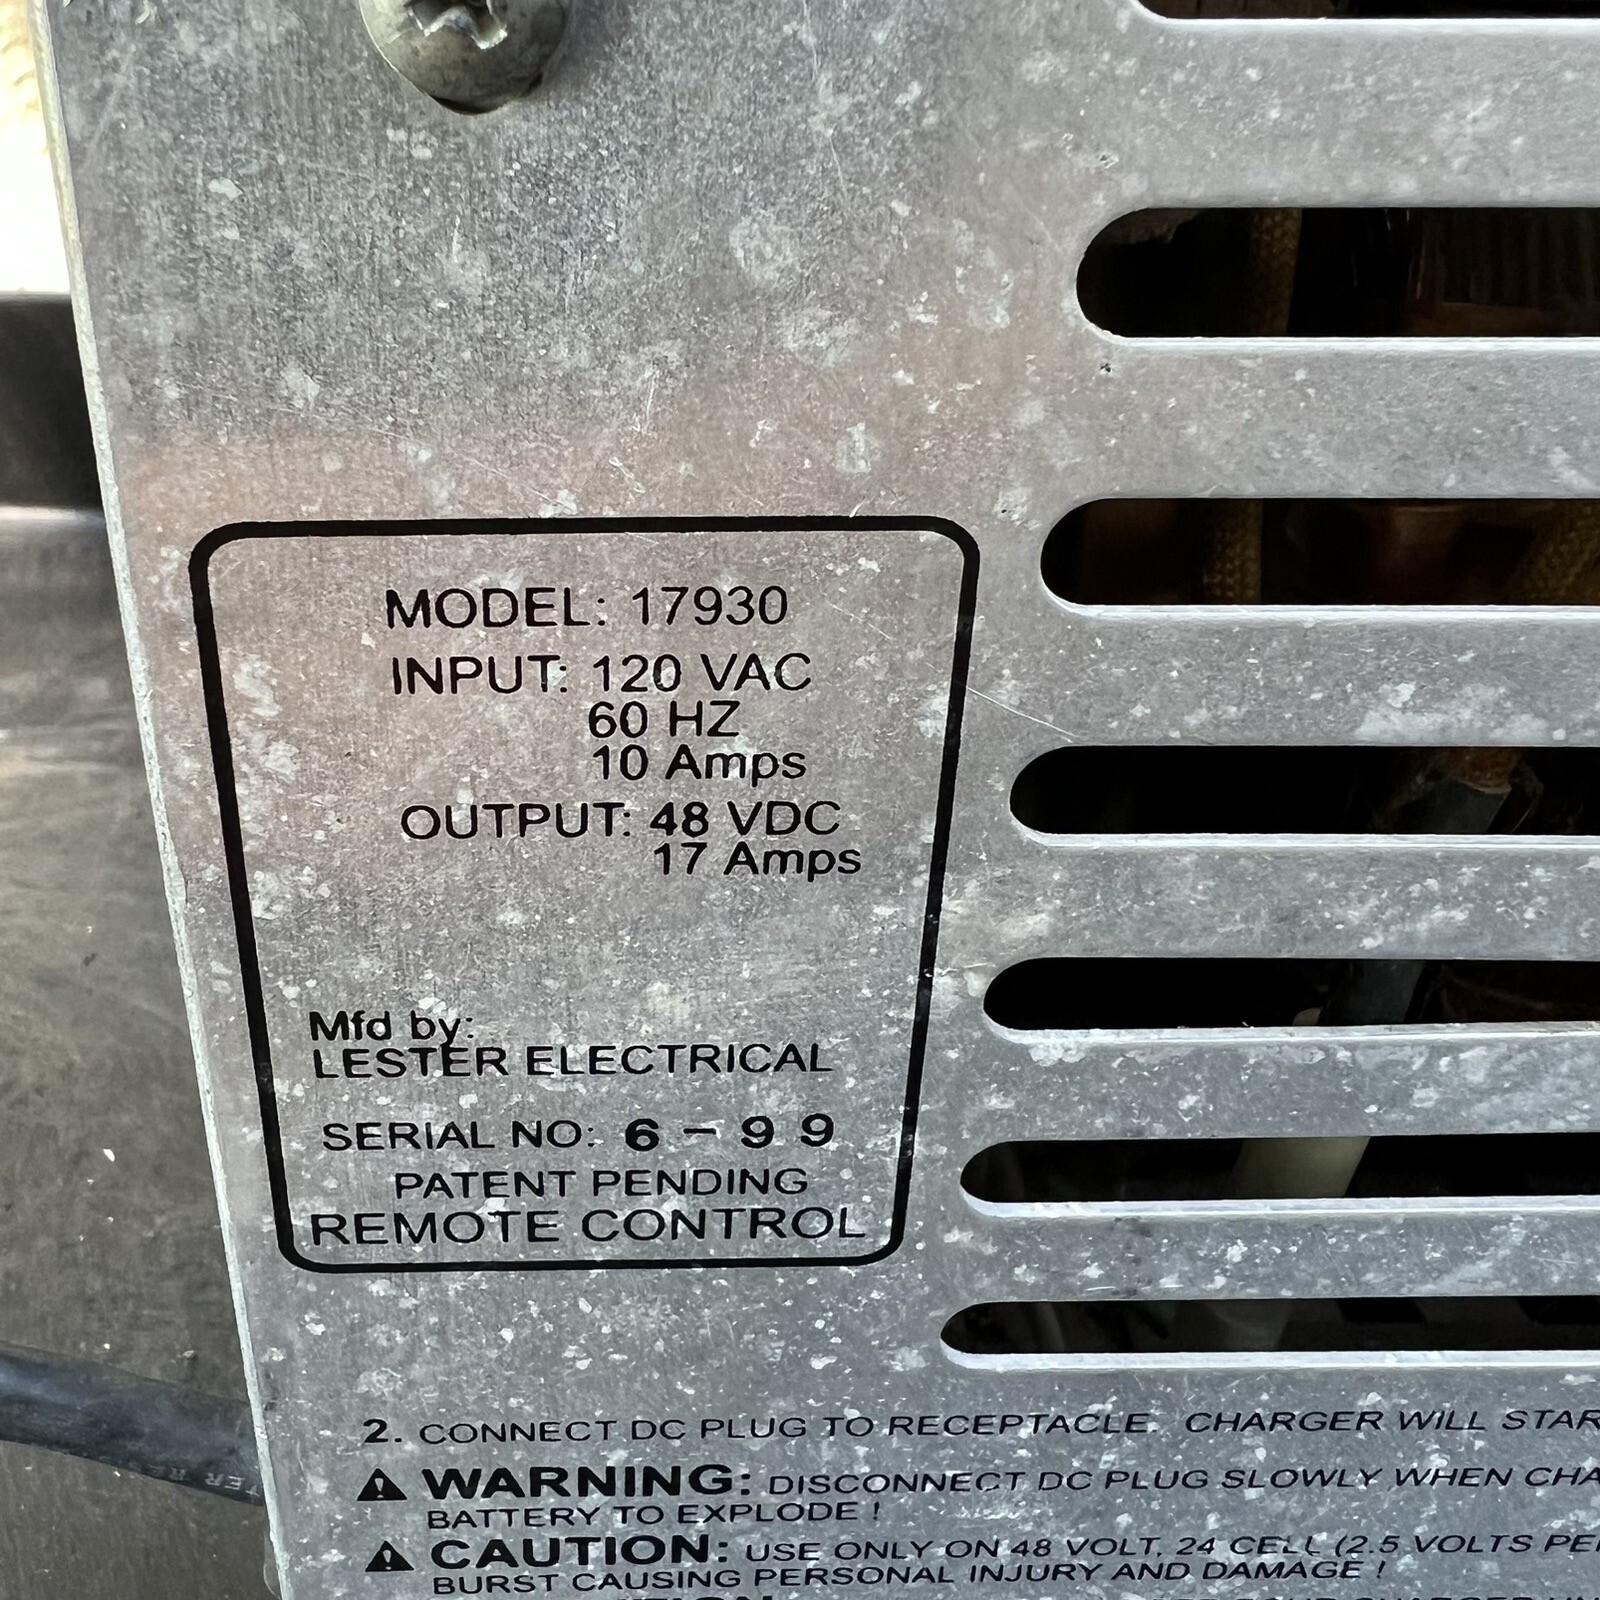 MODEL: 17930
INPUT: 120 VAC
60 HZ
10 Amps
OUTPUT: 48 VDC
17 Amps
Mfd by:
LESTER ELECTRICAL
SERIAL NO: 6 - 9 9
PATENT PENDING
REMOTE CONTROL
2. CONNECT DC PLUG TO RECEPTACLE. CHARGER WILL
WARNING: DISCONNECT DC PLUG SLOWLY WHEN
BATTERY TO EXPLODE !
CAUTION: USE ONLY ON 48 VOLT, 24 CELL (2.5 VOLTS
BURST CAUSING PERSONAL INJURY AND DAMAGE !